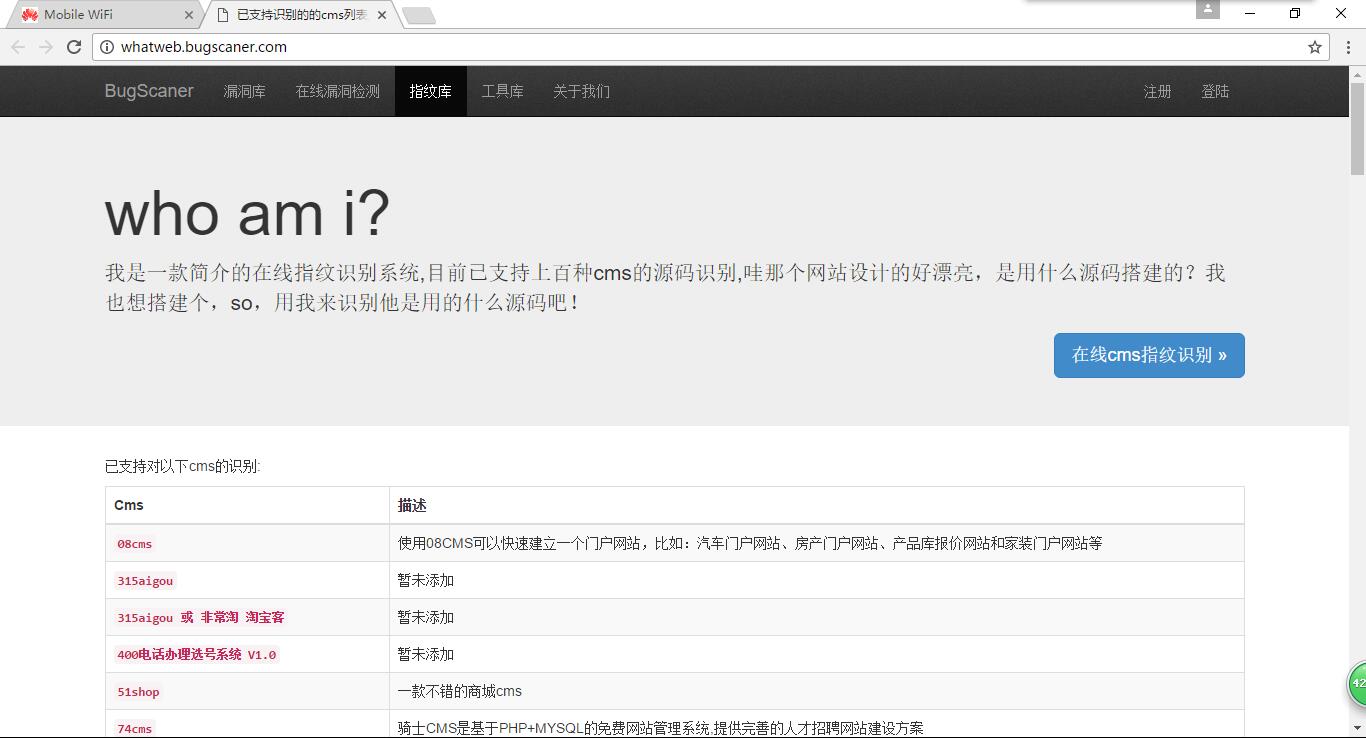 Mobile WiFi
已支持识别的的cms列表
whatweb.bugscaner.com
BugScaner 漏洞库 在线漏洞检测 指纹库 工具库 关于我们 注册 登陆
who am i?
我是一款简介的在线指纹识别系统,目前已支持上百种cms的源码识别,哇那个网站设计的好漂亮，是用什么源码搭建的？我
也想搭建个，so，用我来识别他是用的什么源码吧！
在线cms指纹识别 »
已支持对以下cms的识别:
Cms 描述
08cms 使用08CMS可以快速建立一个门户网站，比如：汽车门户网站、房产门户网站、产品库报价网站和家装门户网站等
315aigou 暂未添加
315aigou 或 非常淘 淘宝客 暂未添加
400电话办理选号系统 V1.0 暂未添加
51shop 一款不错的商城cms
74cms 骑士CMS是基于PHP+MYSQL的免费网站管理系统,提供完善的人才招聘网站建设方案
42